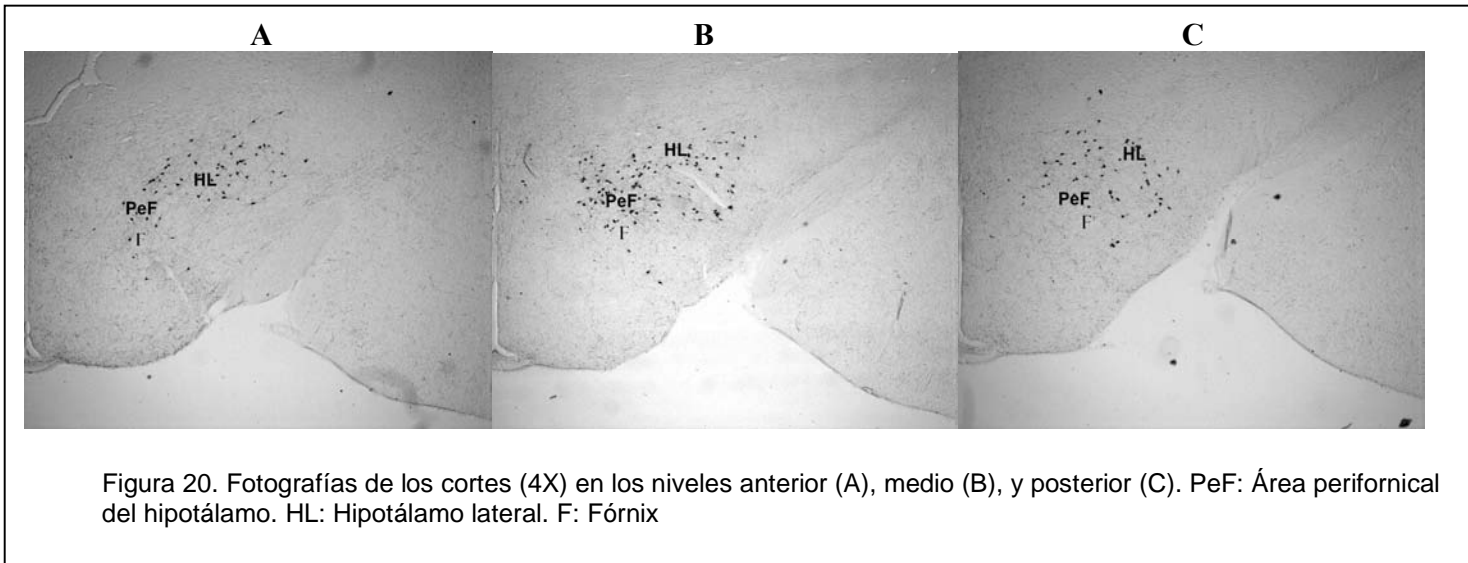 A
B
C
HL
PeF
F
HL
PeF
F
HL
PeF
F
Figura 20. Fotografías de los cortes (4X) en los niveles anterior (A), medio (B), y posterior (C). PeF: Área perifornical
del hipotálamo. HL: Hipotálamo lateral. F: Fórnix